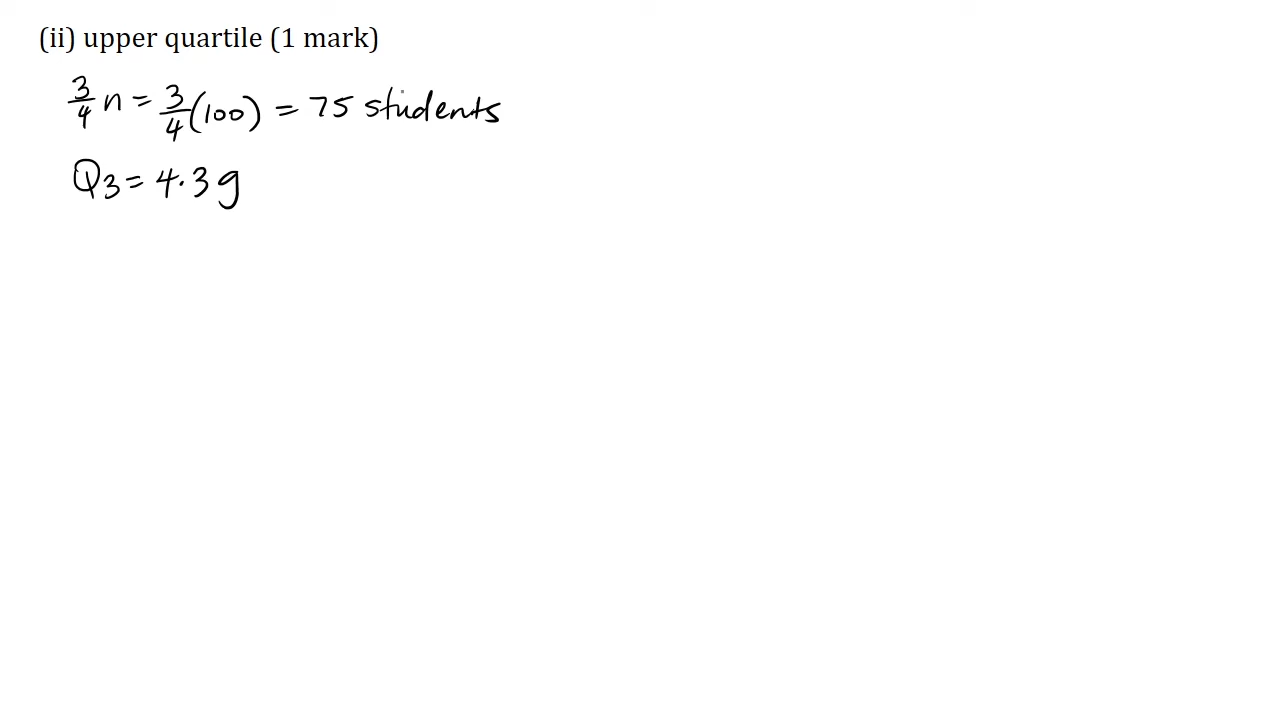 (ii) upper quartile (1 mark)
3/4 n = 3/4 (100) = 75 students
Q3 = 4.3 g